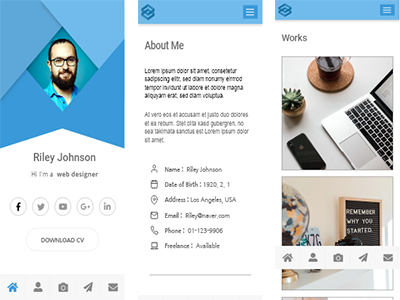 Riley Johnson
Hi I'm a web designer
DOWNLOAD CV
About Me
Lorem ipsum dolor sit amet, consetetur
sadipscing elitr, sed diam nonumy eirmod
tempor invidunt ut labore et dolore magna
aliquyam erat, sed diam voluptua.
At vero eos et accusam et justo duo dolores
et ea rebum. Stet clita kasd gubergren, no
sea takimata sanctus est Lorem ipsum dolor
sit amet.
Name : Riley Johnson
Date of Birth : 1920, 2, 1
Address : Los Angeles, USA
Email : Riley@naver.com
Phone : 01-123-9906
Freelance : Available
Works
REMEMBER
WHY YOU
STARTED.